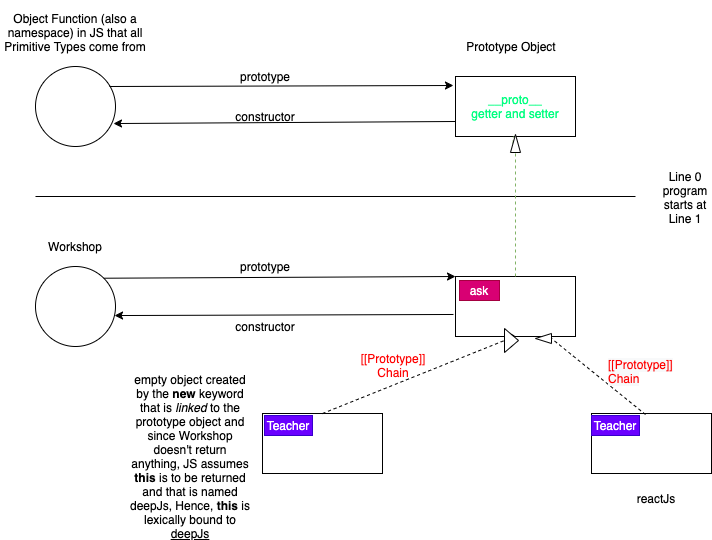 Object Function (also a
namespace) in JS that all
Primitive Types come from
Prototype Object
prototype
__proto__
getter and setter
constructor
Line 0
program
starts at
Line 1
Workshop
prototype
ask
constructor
[[Prototype]]
Chain
[[Prototype]]
Chain
empty object created
by the new keyword
that is linked to the
prototype object and
since Workshop
doesn't return
anything, JS assumes
this is to be returned
and that is named
deepJs, Hence, this is
lexically bound to
deepJs
Teacher
Teacher
reactJs